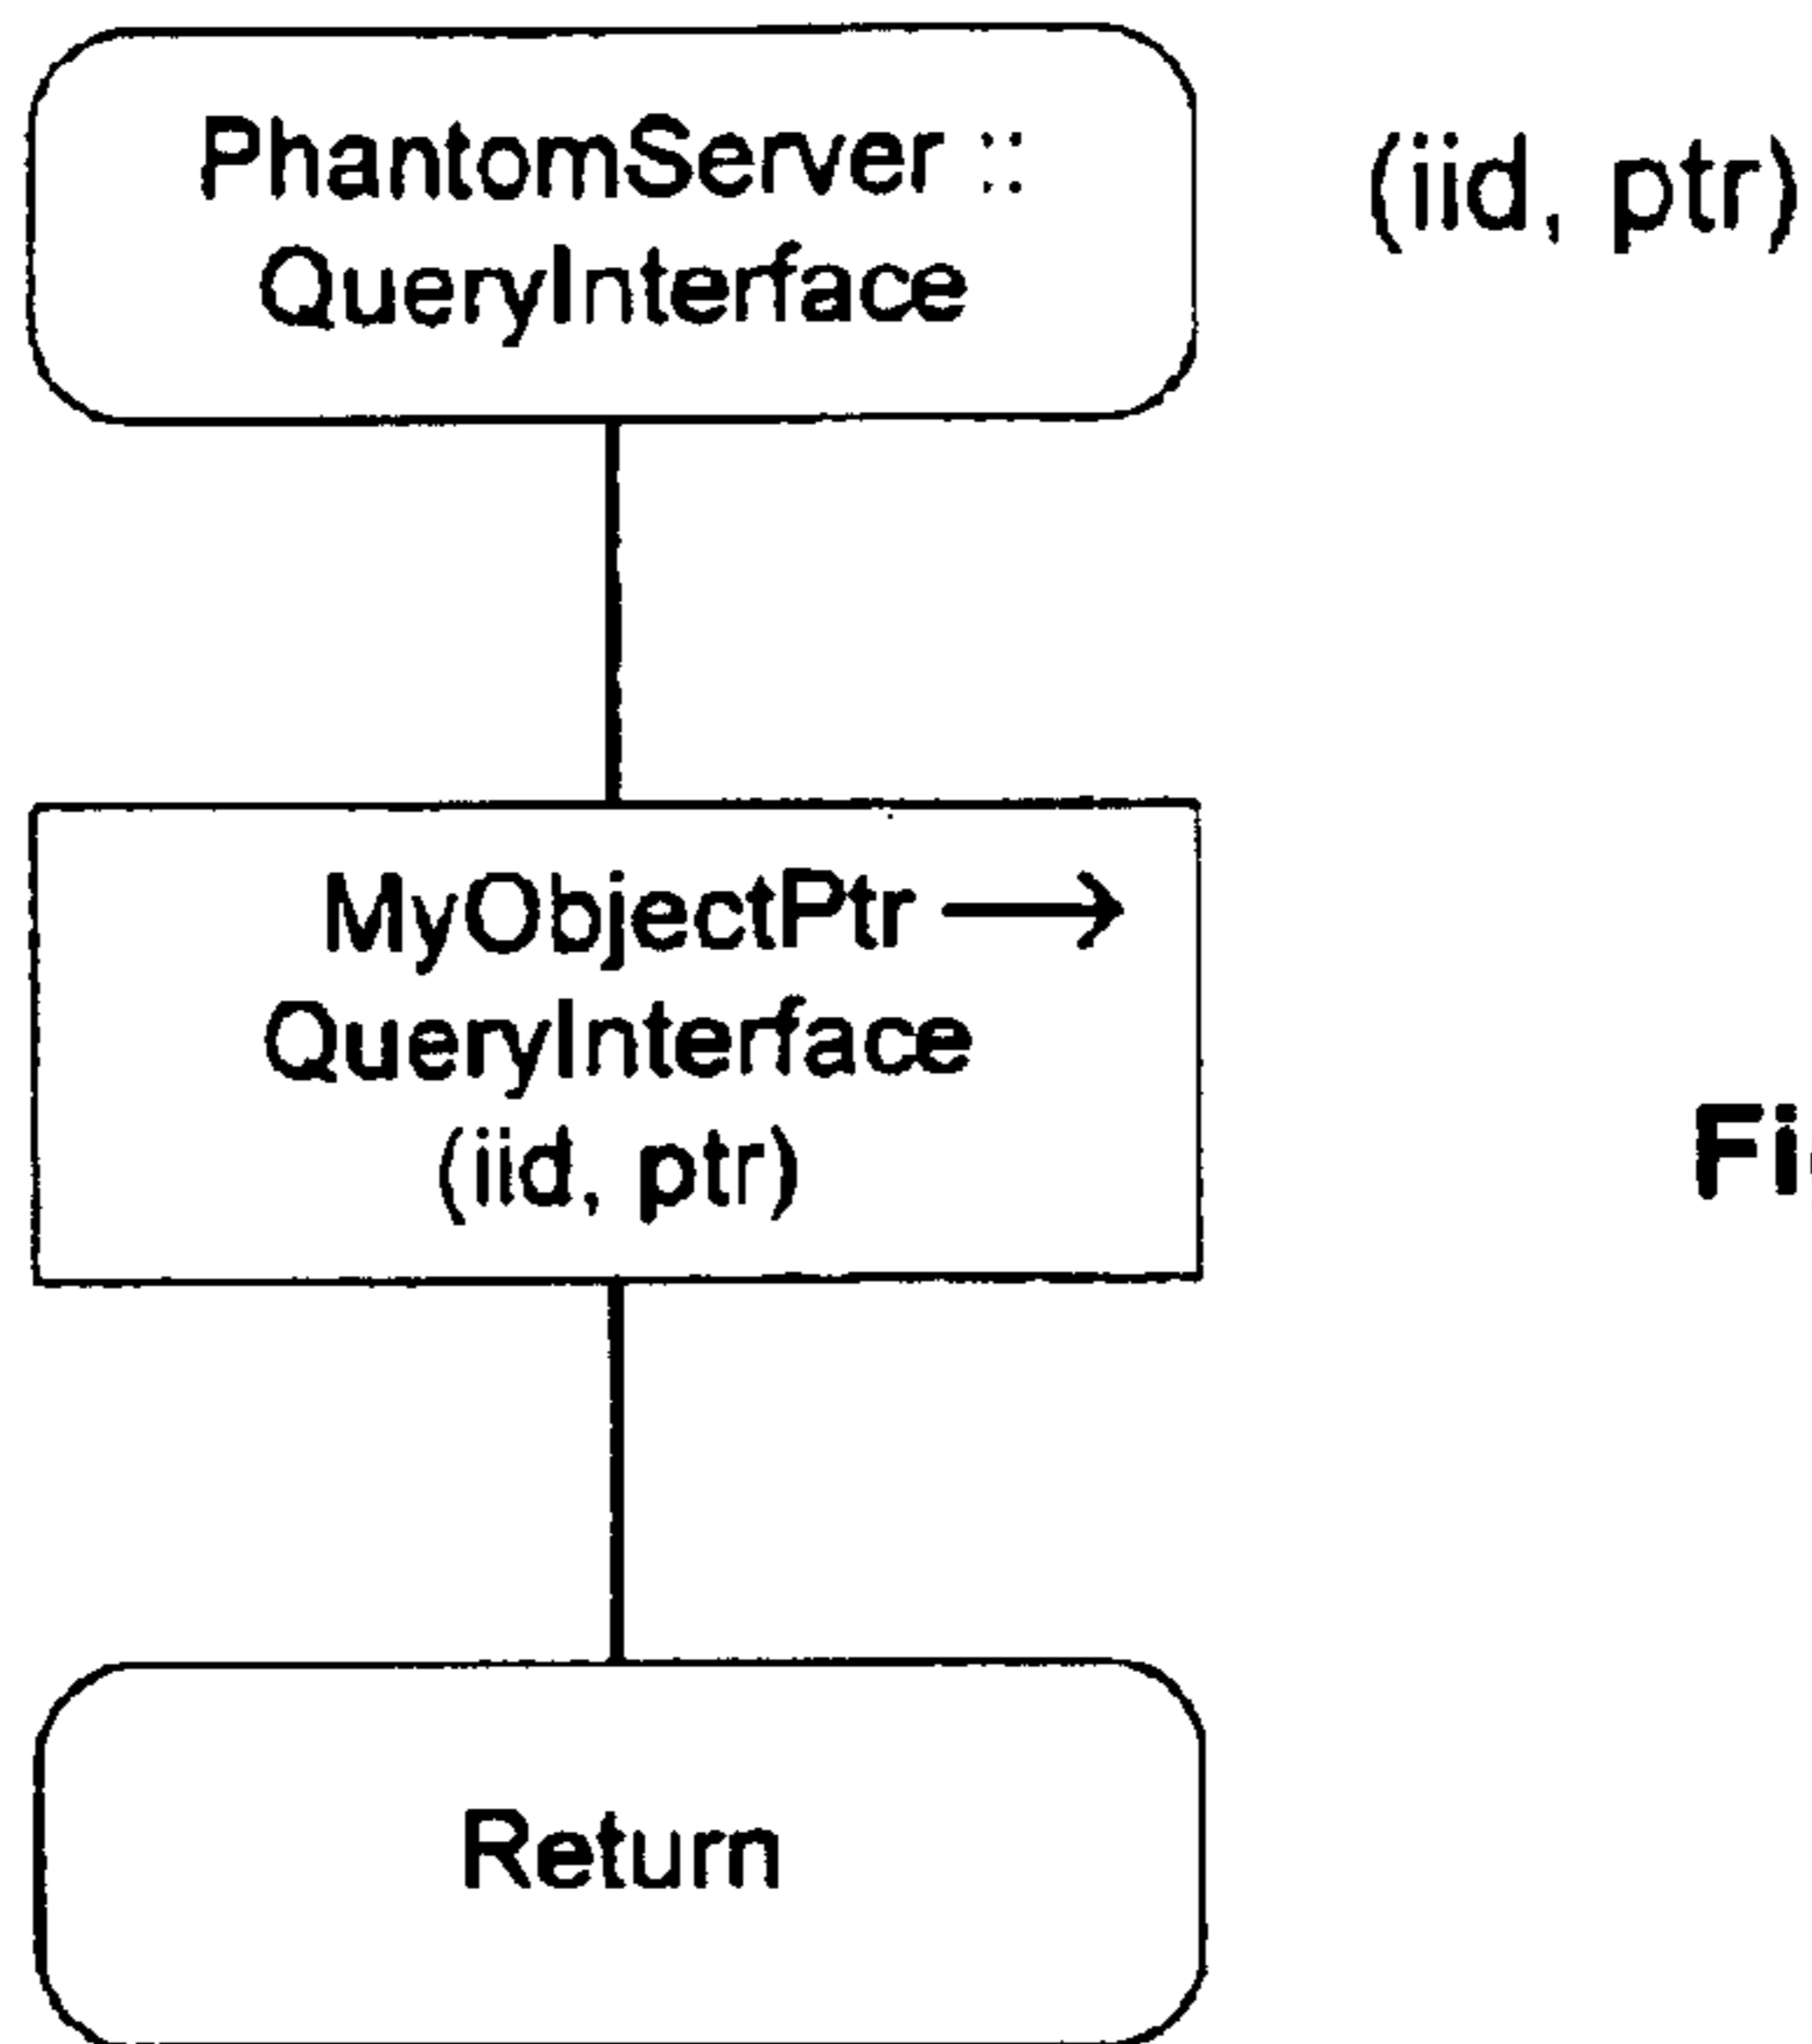 PhantomServer ::
QueryInterface
(iid, ptr)
MyObjectPtr →
QueryInterface
(iid, ptr)
Return